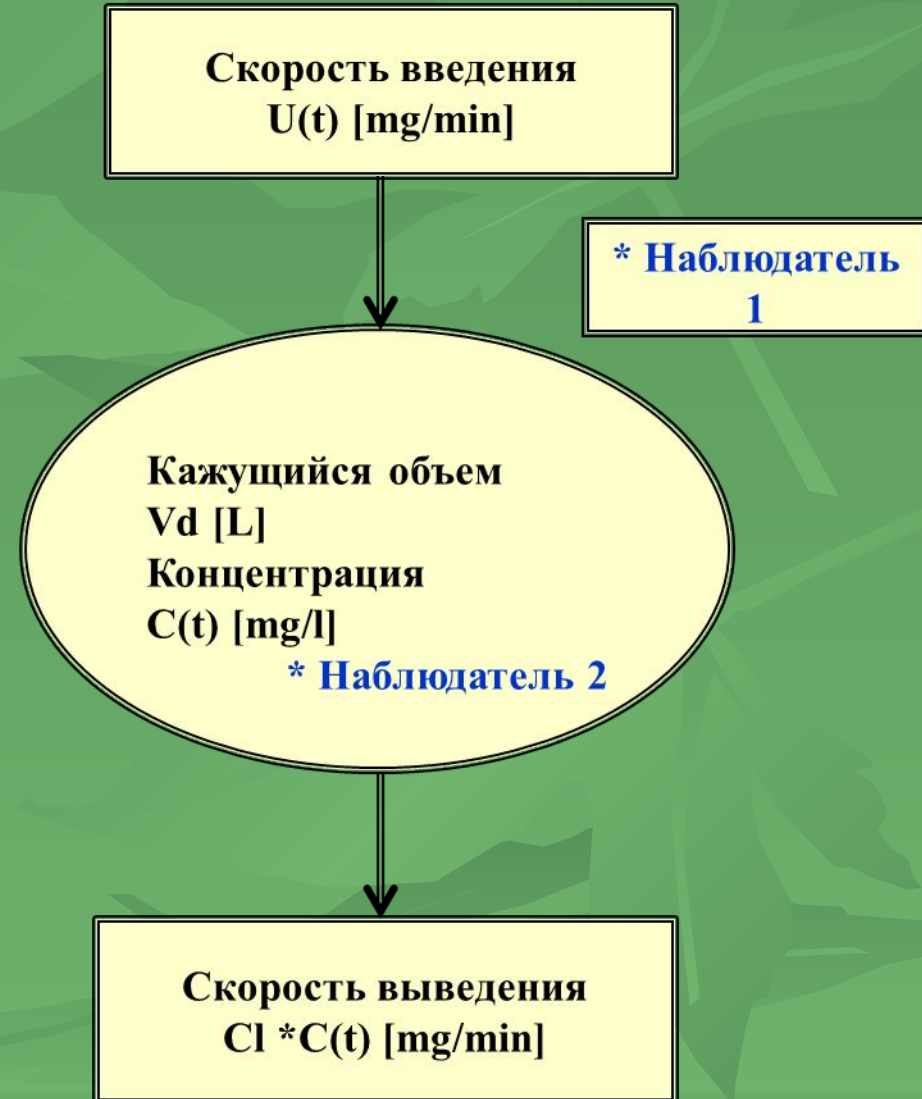 Скорость введения
U(t) [mg/min]
* Наблюдатель
1
Кажущийся объем
Vd [L]
Концентрация
C(t) [mg/l]
* Наблюдатель 2
Скорость выведения
Cl *C(t) [mg/min]